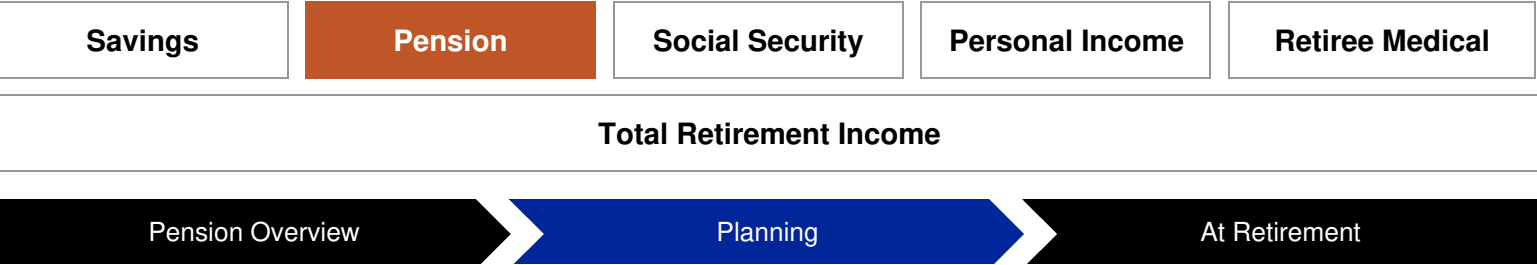 Savings Pension Social Security Personal Income Retiree Medical
Total Retirement Income
Pension Overview Planning At Retirement